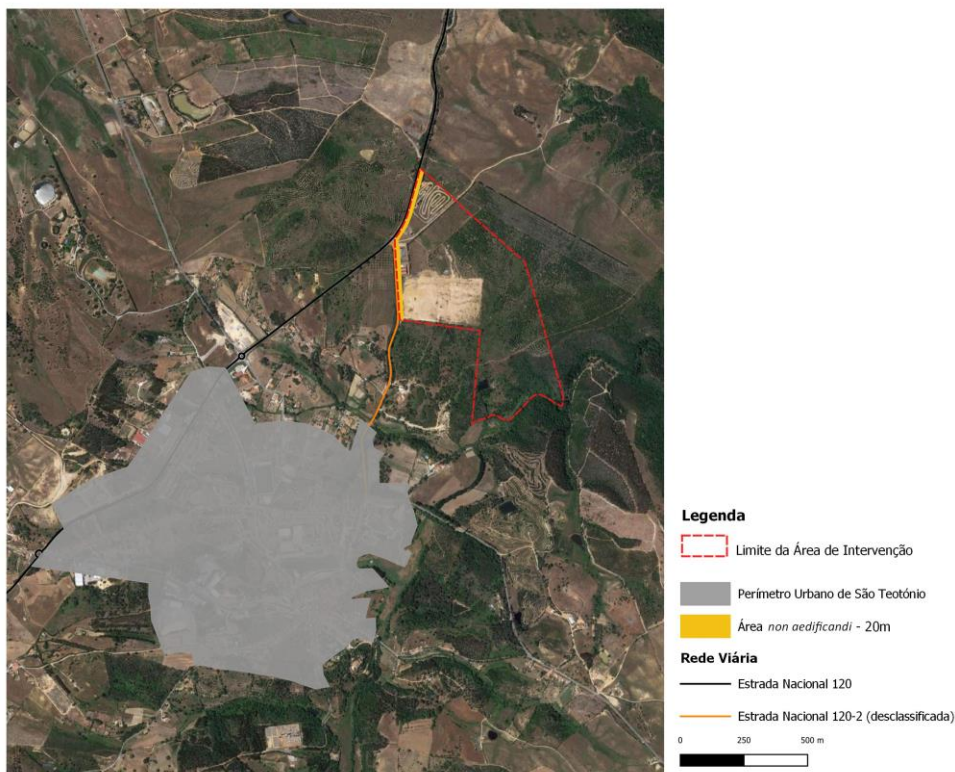 Legenda
Limite da Área de Intervenção
Perímetro Urbano de São Teotónio
Área non aedificandi - 20m
Rede Viária
Estrada Nacional 120
Estrada Nacional 120-2 (desclassificada)
0 250 500 m